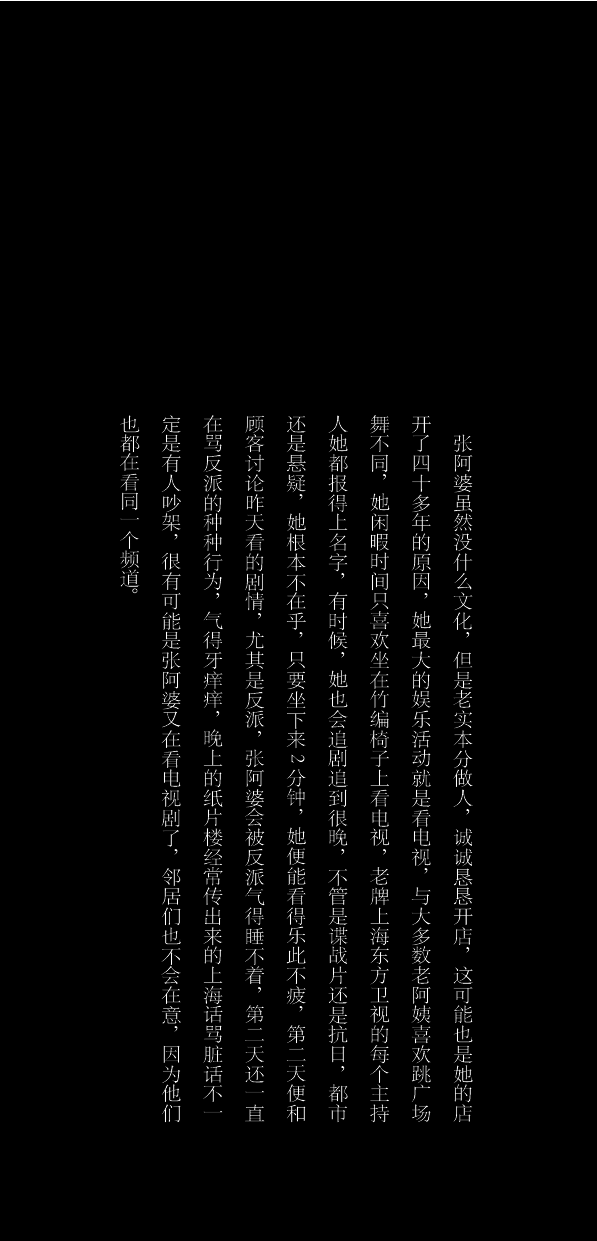 张阿婆虽然没什么文化，但是老实本分做人，诚诚恳恳开店，这可能也是她的店
开了四十多年的原因，她最大的娱乐活动就是看电视，与大多数老阿姨喜欢跳广场
舞不同，她闲暇时间只喜欢坐在竹编椅子上看电视，老牌上海东方卫视的每个主持
人她都报得上名字，有时候，她也会追剧追到很晚，不管是谍战片还是抗日，都市
还是悬疑，她根本不在乎，只要坐下来2分钟，她便能看得乐此不疲，第二天便和
顾客讨论昨天看的剧情，尤其是反派，张阿婆会被反派气得睡不着，第二天还一直
在骂反派的种种行为，气得牙痒痒，晚上的纸片楼经常传出来的上海话骂脏话不一
定是有人吵架，很有可能是张阿婆又在看电视剧了，邻居们也不会在意，因为他们
也都在看同一个频道。